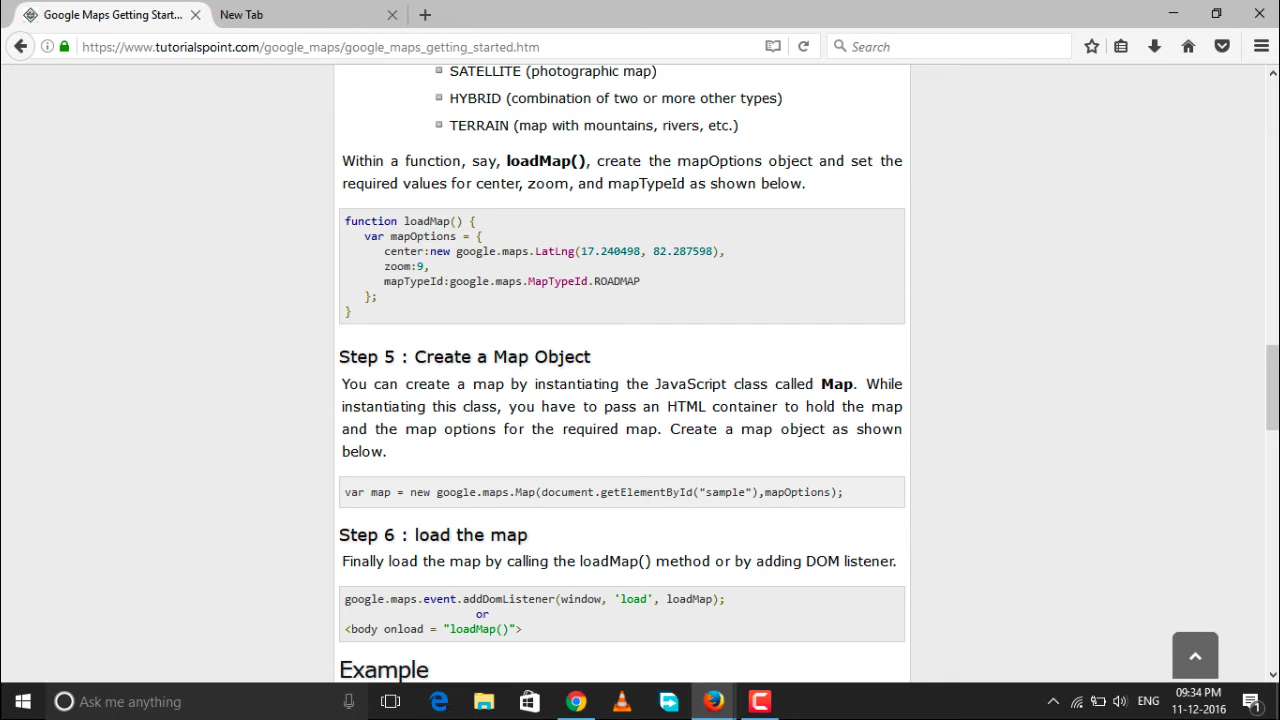 Google Maps Getting Start...
New Tab
https://www.tutorialspoint.com/google_maps/google_maps_getting_started.htm
Search
SATELLITE (photographic map)
HYBRID (combination of two or more other types)
TERRAIN (map with mountains, rivers, etc.)
Within a function, say, loadMap(), create the mapOptions object and set the
required values for center, zoom, and mapTypeId as shown below.
function loadMap() {
var mapOptions = {
center:new google.maps.LatLng(17.240498, 82.287598),
zoom:9,
mapTypeId:google.maps.MapTypeId.ROADMAP
};
}
Step 5 : Create a Map Object
You can create a map by instantiating the JavaScript class called Map. While
instantiating this class, you have to pass an HTML container to hold the map
and the map options for the required map. Create a map object as shown
below.
var map = new google.maps.Map(document.getElementById("sample"),mapOptions);
Step 6 : load the map
Finally load the map by calling the loadMap() method or by adding DOM listener.
google.maps.event.addDomListener(window, 'load', loadMap);
or
<body onload = "loadMap()">
Example
Ask me anything
ENG
09:34 PM
11-12-2016
1